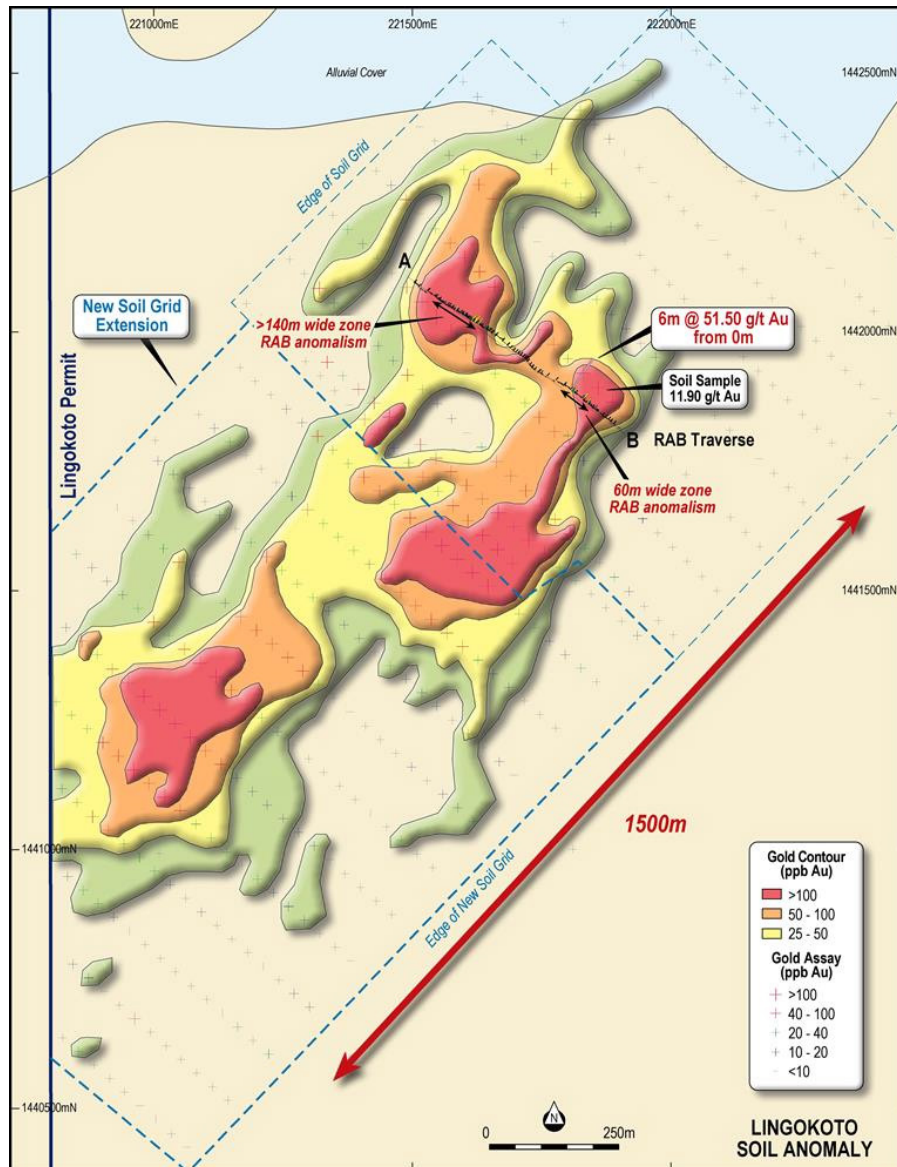 221000mE
221500mE
222000mE
Alluvial Cover
1442500mN
Edge of Soil Grid
A
New Soil Grid
Extension
>140m wide zone
RAB anomalism
6m @ 51.50 g/t Au
from 0m
1442000mN
Soil Sample
11.90 g/t Au
Lingokoto Permit
B RAB Traverse
60m wide zone
RAB anomalism
1441500mN
1500m
1441000mN
Edge of New Soil Grid
Gold Contour
(ppb Au)
>100
50 - 100
25 - 50
Gold Assay
(ppb Au)
>100
40 - 100
20 - 40
10 - 20
<10
1440500mN
N
0
250m
LINGOKOTO
SOIL ANOMALY